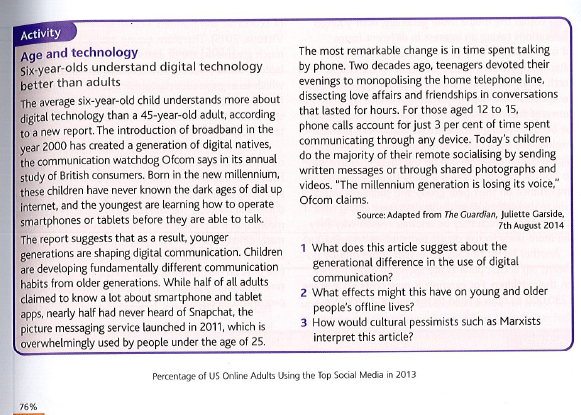 Activity
Age and technology
Six-year-olds understand digital technology
better than adults
The average six-year-old child understands more about
digital technology than a 45-year-old adult, according
to a new report. The introduction of broadband in the
year 2000 has created a generation of digital natives,
the communication watchdog Ofcom says in its annual
study of British consumers. Born in the new millennium,
these children have never known the dark ages of dial up
internet, and the youngest are learning how to operate
smartphones or tablets before they are able to talk.
The report suggests that as a result, younger
generations are shaping digital communication. Children
are developing fundamentally different communication
habits from older generations. While half of all adults
claimed to know a lot about smartphone and tablet
apps, nearly half had never heard of Snapchat, the
picture messaging service launched in 2011, which is
overwhelmingly used by people under the age of 25.
The most remarkable change is in time spent talking
by phone. Two decades ago, teenagers devoted their
evenings to monopolising the home telephone line,
dissecting love affairs and friendships in conversations
that lasted for hours. For those aged 12 to 15,
phone calls account for just 3 per cent of time spent
communicating through any device. Today's children
do the majority of their remote socialising by sending
written messages or through shared photographs and
videos. "The millennium generation is losing its voice,"
Ofcom claims.
Source: Adapted from The Guardian, Juliette Garside,
7th August 2014
1 What does this article suggest about the
generational difference in the use of digital
communication?
2 What effects might this have on young and older
people's offline lives?
3 How would cultural pessimists such as Marxists
interpret this article?
Percentage of US Online Adults Using the Top Social Media in 2013
76%